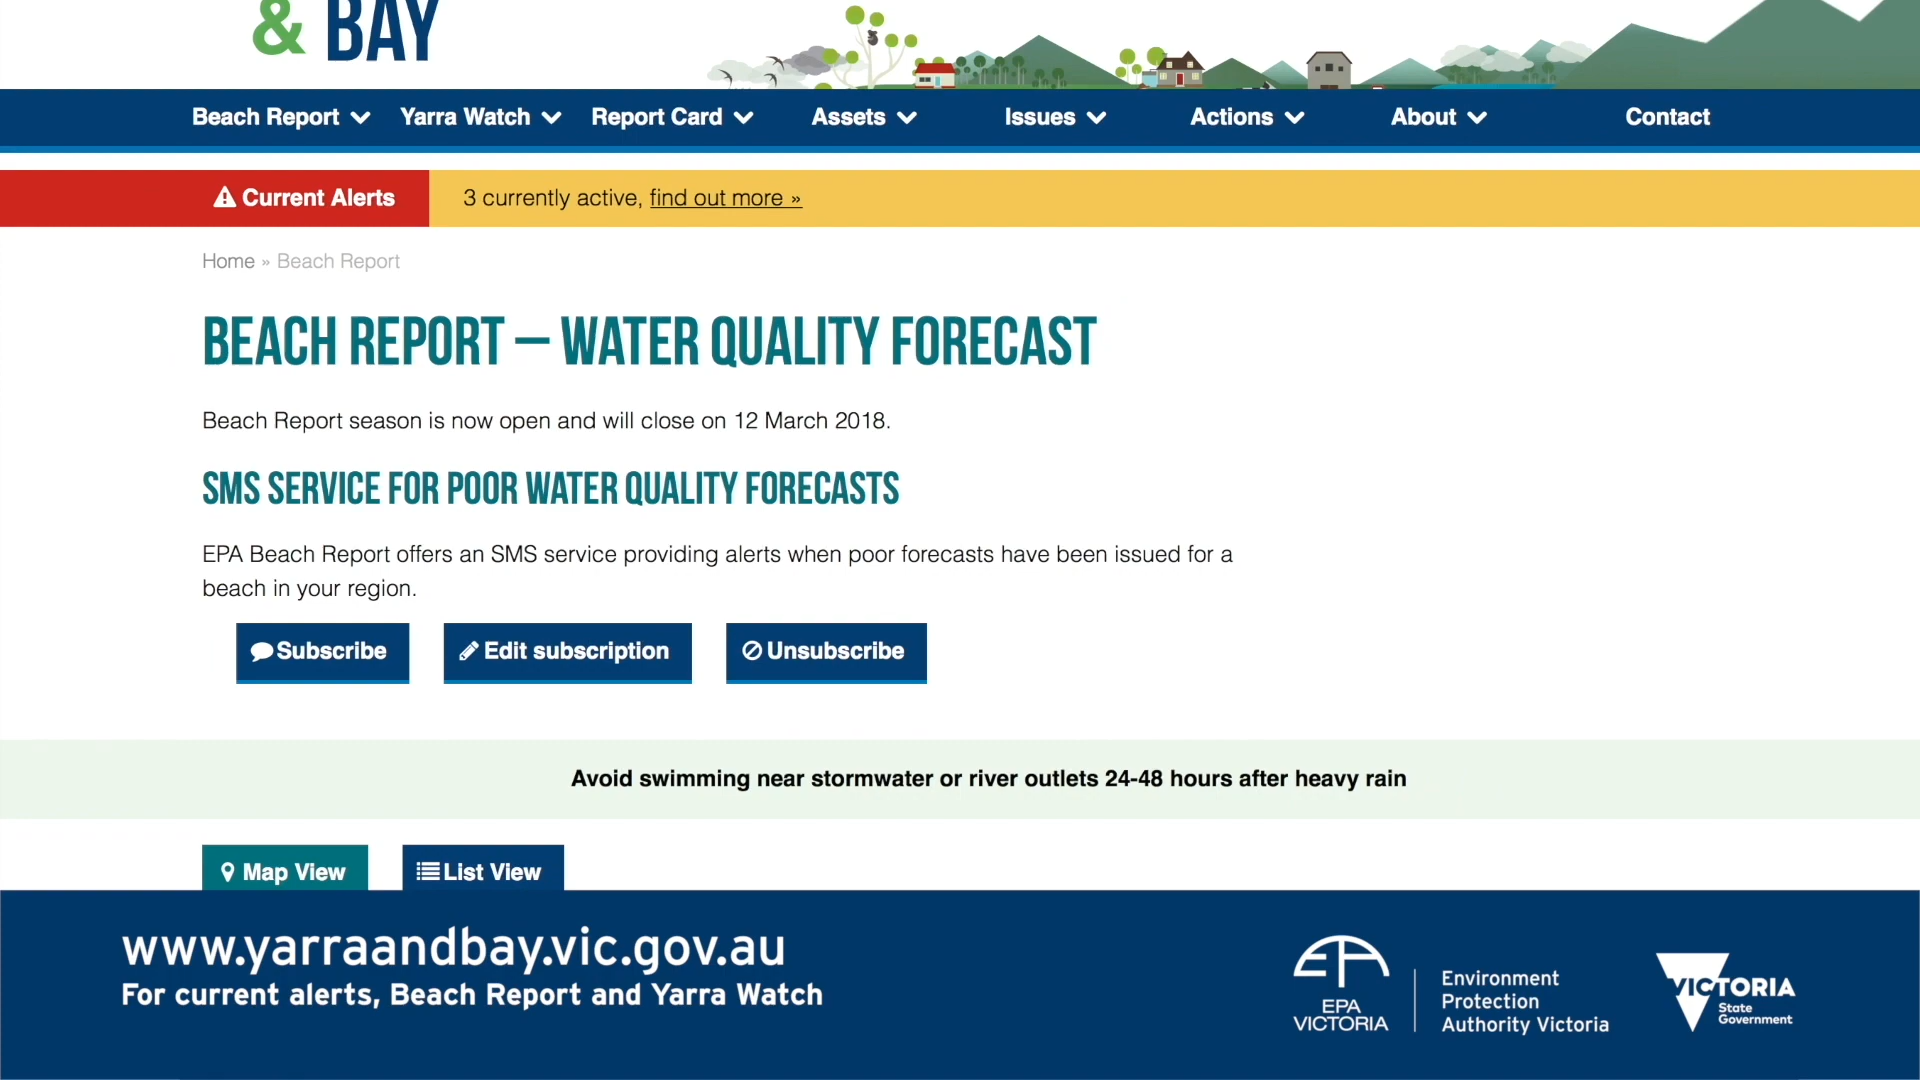 & BAY
Beach Report Yarra Watch Report Card Assets Issues Actions About Contact
Current Alerts 3 currently active, find out more »
Home » Beach Report
BEACH REPORT – WATER QUALITY FORECAST
Beach Report season is now open and will close on 12 March 2018.
SMS SERVICE FOR POOR WATER QUALITY FORECASTS
EPA Beach Report offers an SMS service providing alerts when poor forecasts have been issued for a
beach in your region.
Subscribe Edit subscription Unsubscribe
Avoid swimming near stormwater or river outlets 24-48 hours after heavy rain
Map View List View
www.yarraandbay.vic.gov.au
For current alerts, Beach Report and Yarra Watch
EPA
VICTORIA
Environment
Protection
Authority Victoria
VICTORIA
State
Government